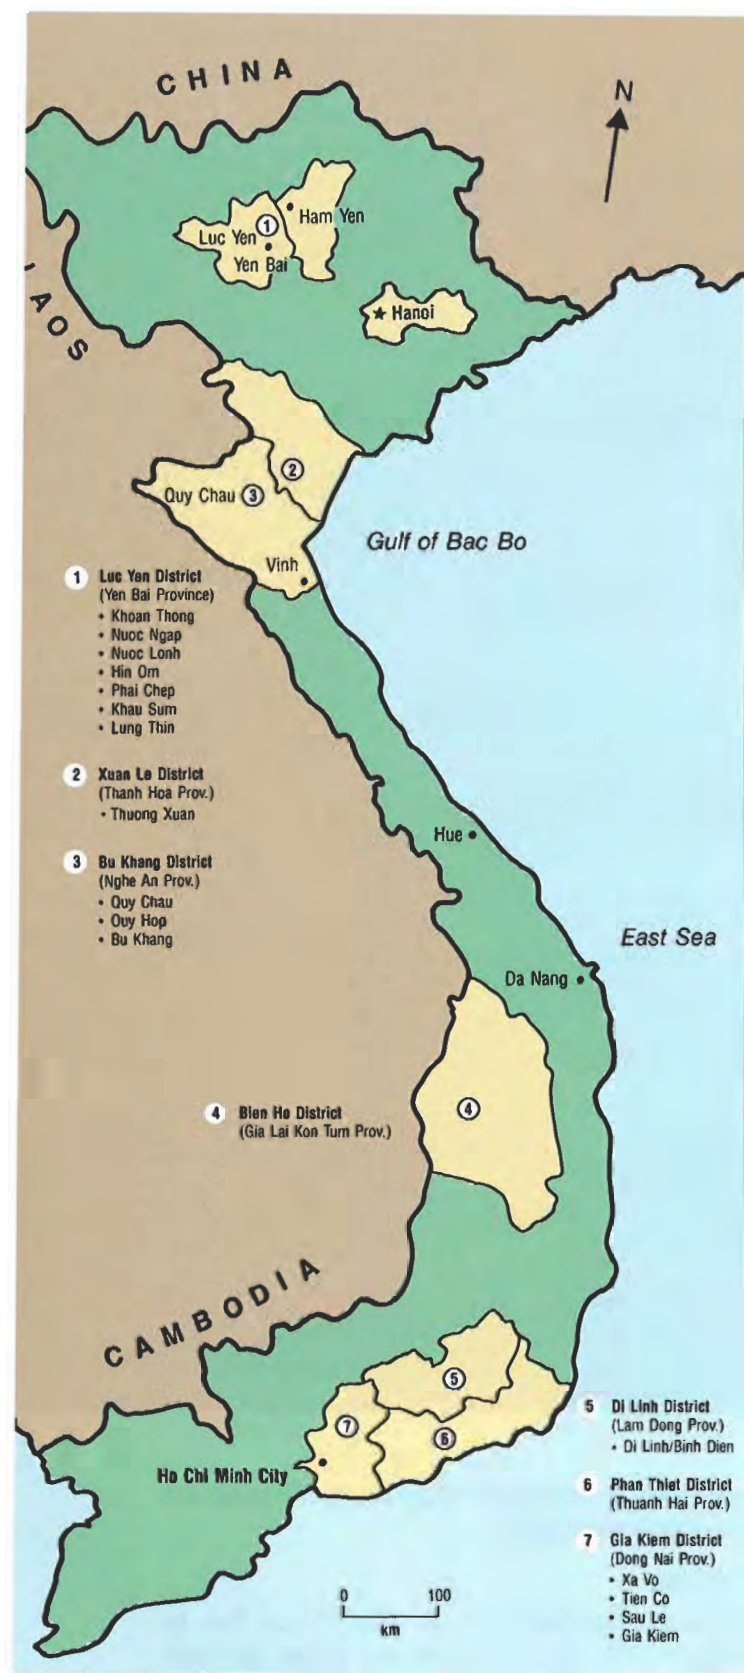 CHINA
N
Ham Yen
1
Luc Yen
Yen Bai
LAOS
Hanoi
2
Quy Chau 3
Gulf of Bac Bo
Vinh
1 Luc Yen District
(Yen Bai Province)
• Khoan Thong
• Nuoc Ngap
• Nuoc Lonh
• Hin Om
• Phai Chep
• Khau Sum
• Lung Thin
2 Xuan Le District
(Thanh Hoa Prov.)
• Thuong Xuan
Hue
3 Bu Khang District
(Nghe An Prov.)
• Quy Chau
• Quy Hop
• Bu Khang
East Sea
Da Nang
4
4 Bien Ho District
(Gia Lai Kon Tum Prov.)
CAMBODIA
5
7
6
Ho Chi Minh City
5 Di Linh District
(Lam Dong Prov.)
• Di Linh/Binh Dien
6 Phan Thiet District
(Thuanh Hai Prov.)
7 Gia Kiem District
(Dong Nai Prov.)
• Xa Vo
• Tien Co
• Sau Le
• Gia Kiem
0 100
km